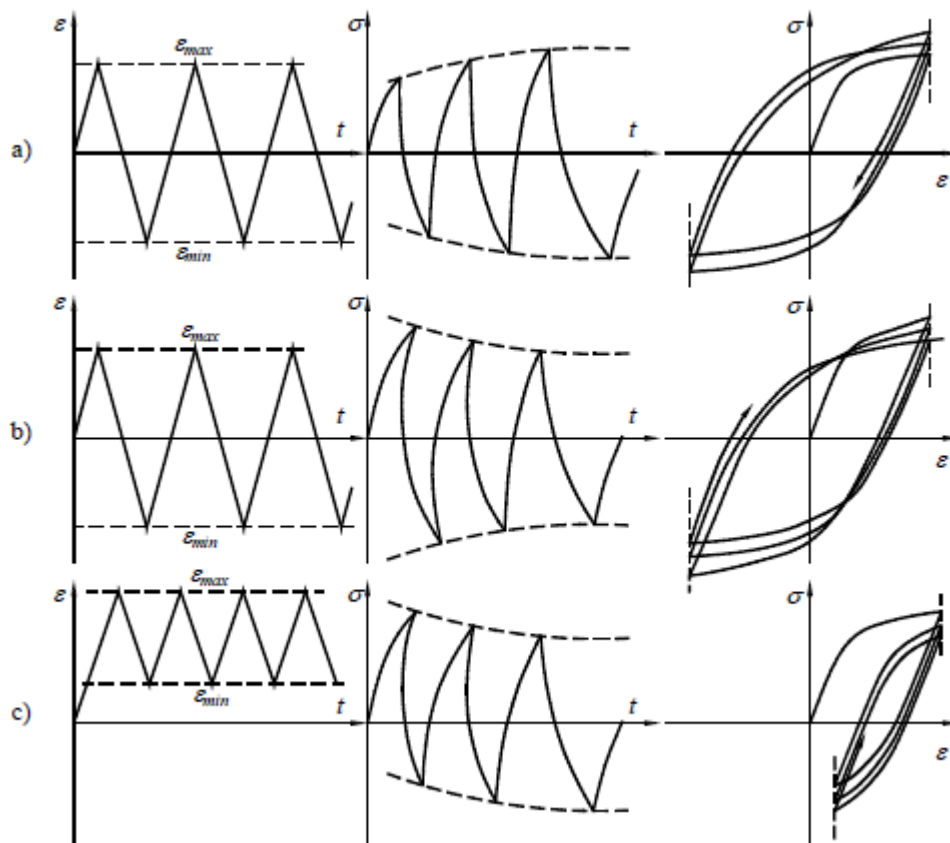 ε σ σ
ε_max
t t
a) ε
ε_min
ε σ σ
ε_max
t t
b) ε
ε_min
ε ε_max σ σ
ε_min t t
c) ε